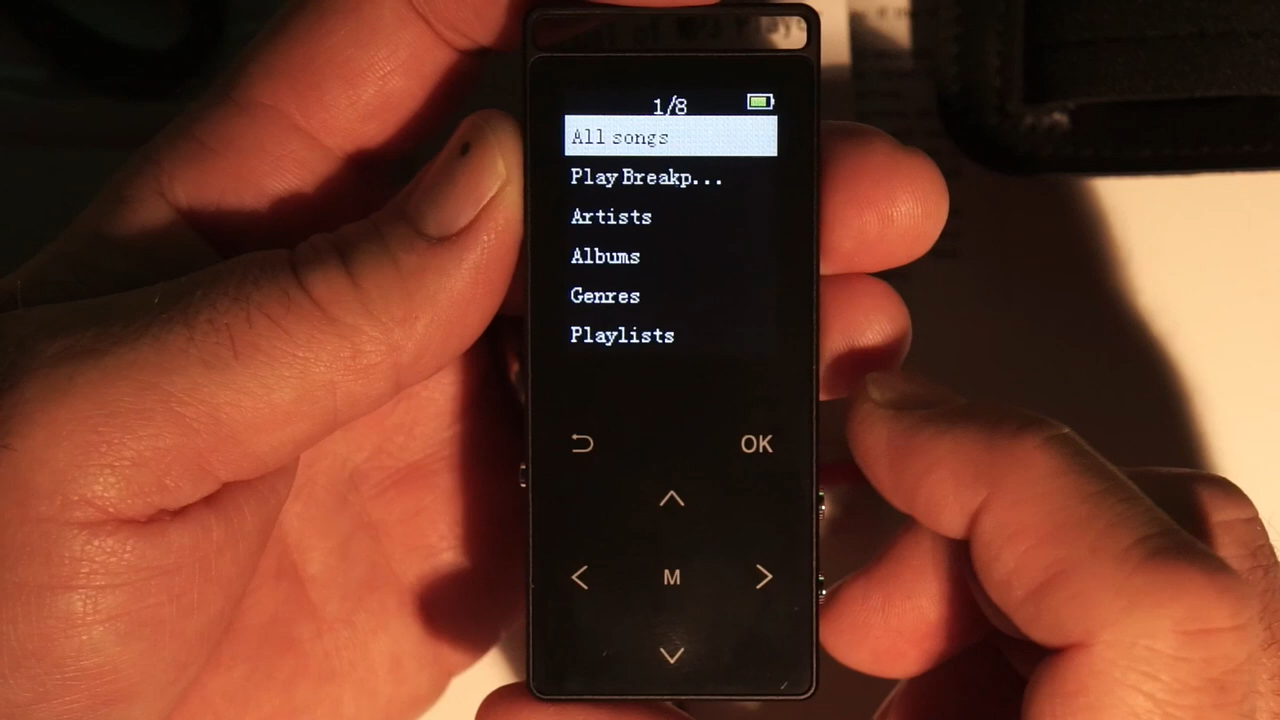 1/8
All songs
Play Breakp...
Artists
Albums
Genres
Playlists
OK
M